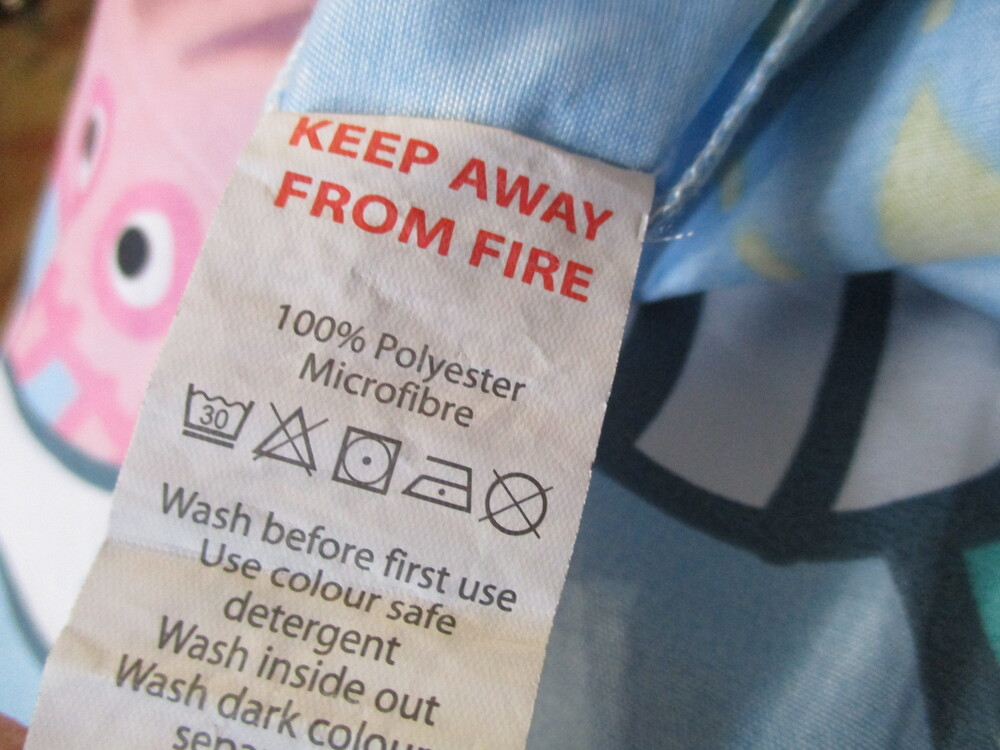 KEEP AWAY
FROM FIRE
100% Polyester
Microfibre
30
Wash before first use
Use colour safe
detergent
Wash inside out
Wash dark